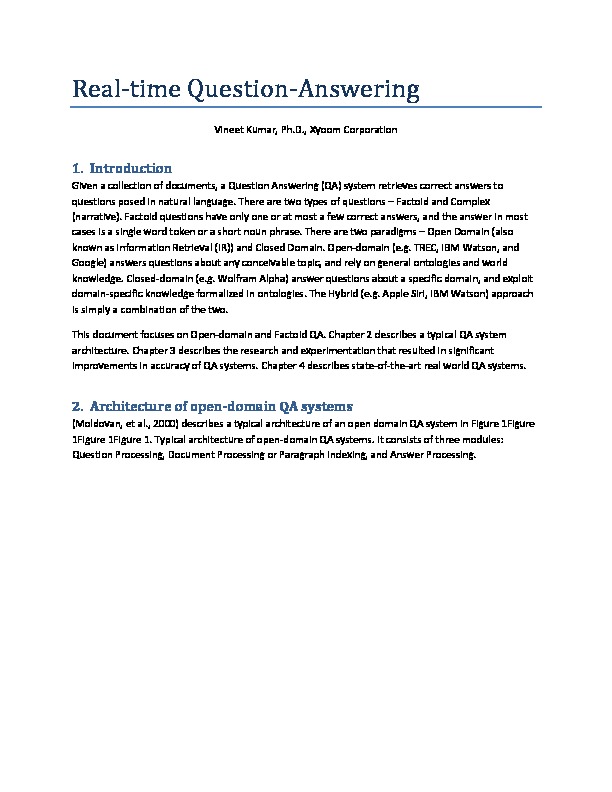 Real-time Question-Answering
Vineet Kumar, Ph.D., Xyoom Corporation
1. Introduction
Given a collection of documents, a Question Answering (QA) system retrieves correct answers to
questions posed in natural language. There are two types of questions – Factoid and Complex
(narrative). Factoid questions have only one or at most a few correct answers, and the answer in most
cases is a single word token or a short noun phrase. There are two paradigms – Open Domain (also
known as Information Retrieval (IR)) and Closed Domain. Open-domain (e.g. TREC, IBM Watson, and
Google) answers questions about any conceivable topic, and rely on general ontologies and world
knowledge. Closed-domain (e.g. Wolfram Alpha) answer questions about a specific domain, and exploit
domain-specific knowledge formalized in ontologies. The Hybrid (e.g. Apple Siri, IBM Watson) approach
is simply a combination of the two.
This document focuses on Open-domain and Factoid QA. Chapter 2 describes a typical QA system
architecture. Chapter 3 describes the research and experimentation that resulted in significant
improvements in accuracy of QA systems. Chapter 4 describes state-of-the-art real world QA systems.
2. Architecture of open-domain QA systems
(Moldovan, et al., 2000) describes a typical architecture of an open domain QA system in Figure 1Figure
1Figure 1Figure 1. Typical architecture of open-domain QA systems. It consists of three modules:
Question Processing, Document Processing or Paragraph Indexing, and Answer Processing.